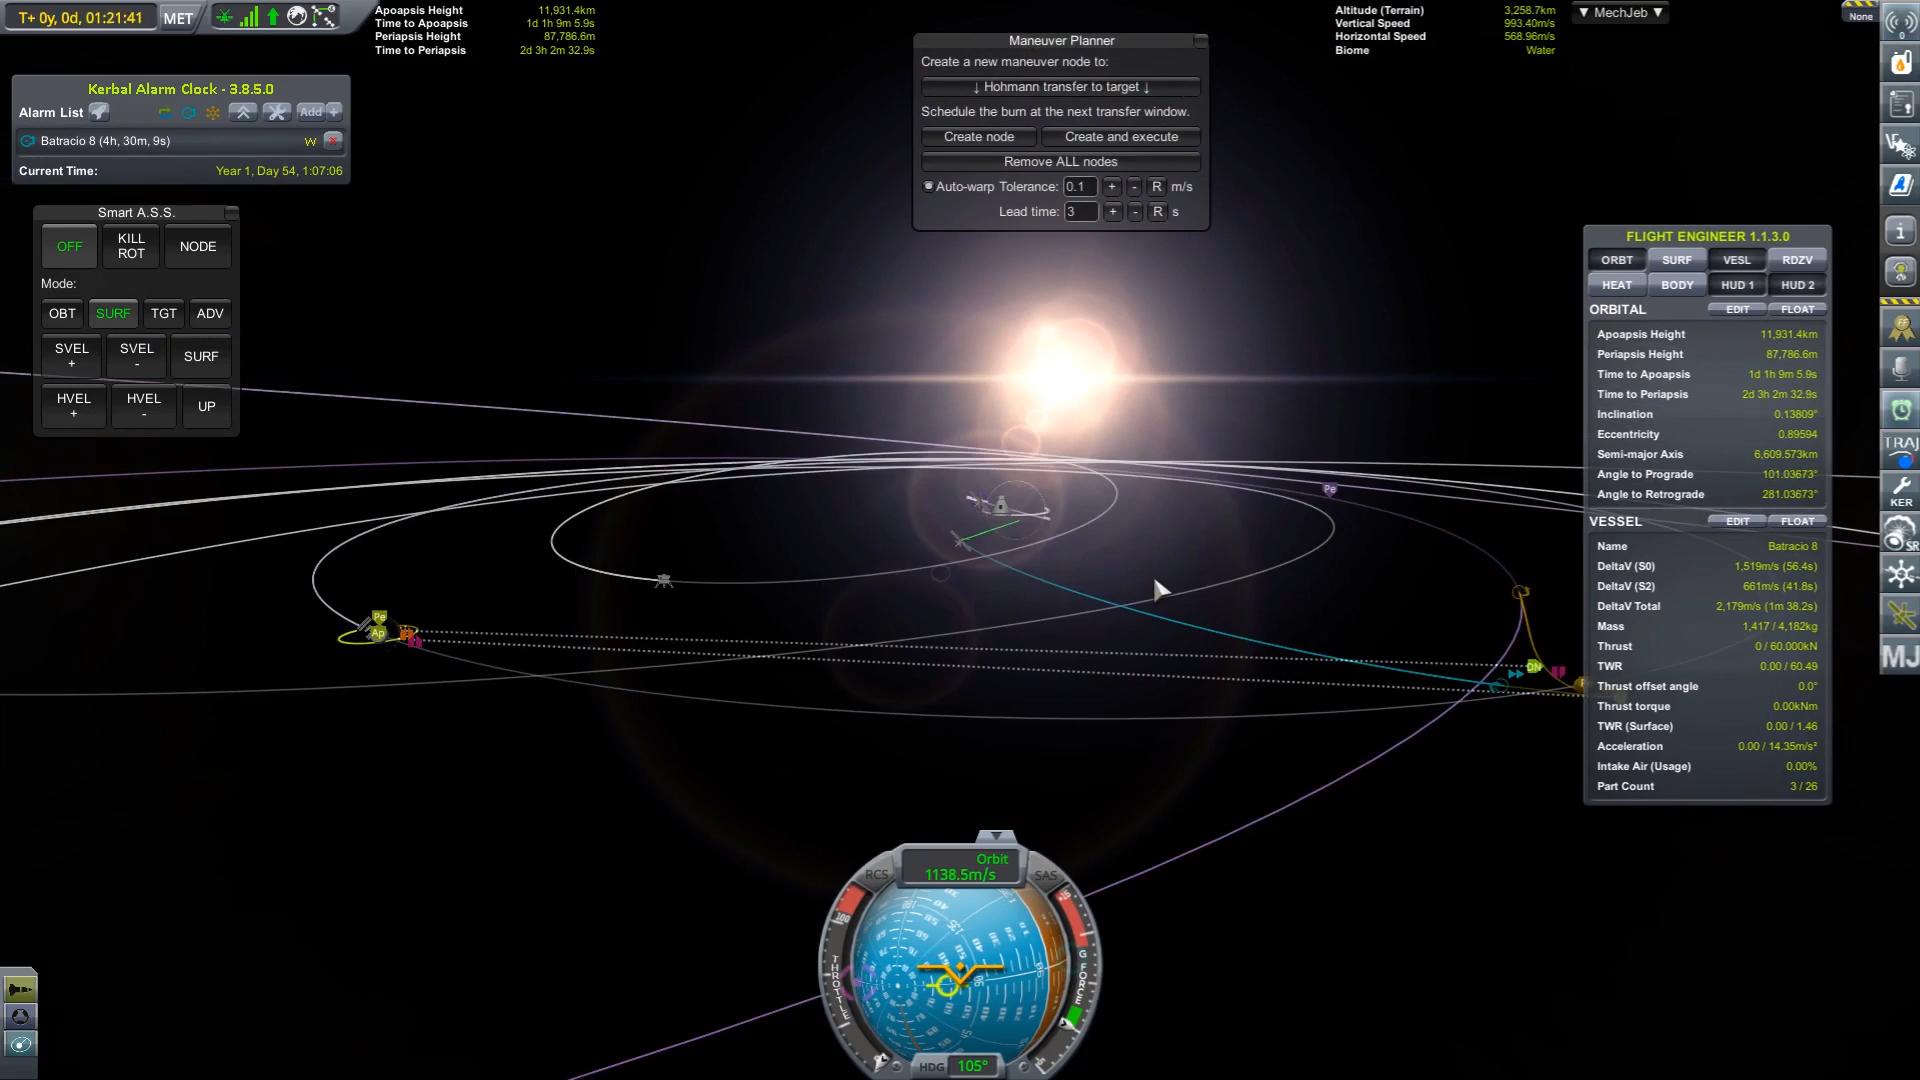 T+ 0y, 0d, 01:21:41 MET
Apoapsis Height 11,931.4km
Time to Apoapsis 1d 1h 9m 5.9s
Periapsis Height 87,786.6m
Time to Periapsis 2d 3h 2m 32.9s
Altitude (Terrain) 3,258.7km
Vertical Speed 993.40m/s
Horizontal Speed 568.96m/s
Biome Water
▼ MechJeb ▼
None
0
Kerbal Alarm Clock - 3.8.5.0
Alarm List Add +
Batracio 8 (4h, 30m, 9s) W
Current Time: Year 1, Day 54, 1:07:06
Smart A.S.S.
OFF KILL ROT NODE
Mode:
OBT SURF TGT ADV
SVEL + SVEL - SURF
HVEL + HVEL - UP
Maneuver Planner
Create a new maneuver node to:
↓ Hohmann transfer to target ↓
Schedule the burn at the next transfer window.
Create node Create and execute
Remove ALL nodes
Auto-warp Tolerance: 0.1 + - R m/s
Lead time: 3 + - R s
FLIGHT ENGINEER 1.1.3.0
ORBT SURF VESL RDZV
HEAT BODY HUD 1 HUD 2
ORBITAL EDIT FLOAT
Apoapsis Height 11,931.4km
Periapsis Height 87,786.6m
Time to Apoapsis 1d 1h 9m 5.9s
Time to Periapsis 2d 3h 2m 32.9s
Inclination 0.13809°
Eccentricity 0.89594
Semi-major Axis 6,609.573km
Angle to Prograde 101.03673°
Angle to Retrograde 281.03673°
VESSEL EDIT FLOAT
Name Batracio 8
DeltaV (S0) 1,519m/s (56.4s)
DeltaV (S2) 661m/s (41.8s)
DeltaV Total 2,179m/s (1m 38.2s)
Mass 1,417 / 4,182kg
Thrust 0 / 60.000kN
TWR 0.00 / 60.49
Thrust offset angle 0.0°
Thrust torque 0.00kNm
TWR (Surface) 0.00 / 1.46
Acceleration 0.00 / 14.35m/s²
Intake Air (Usage) 0.00%
Part Count 3 / 26
TRAJ
KER
SR
MJ
Pe
Pe
Ap
DN
Orbit
1138.5m/s
RCS SAS
THROTTLE
G FORCE
HDG 105°